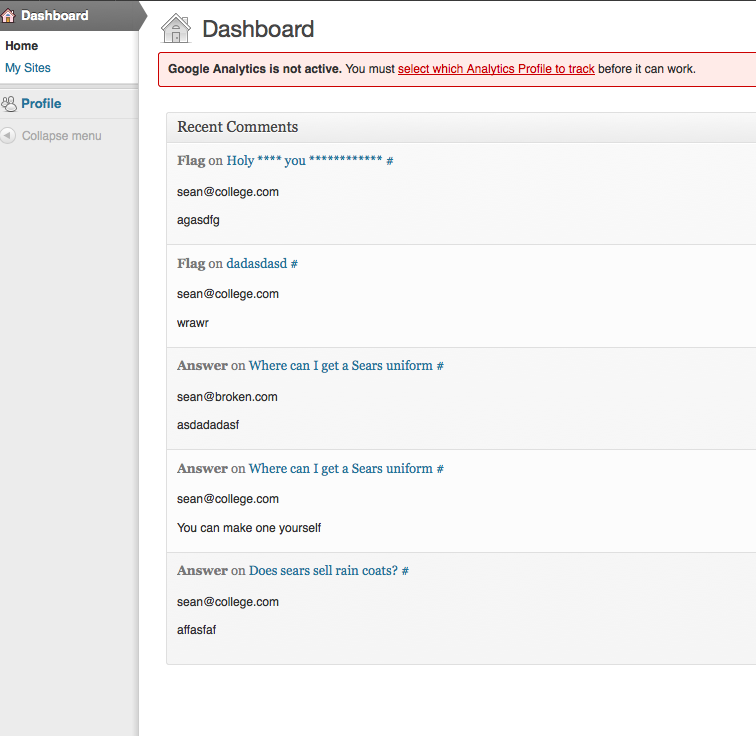 Dashboard
Home
My Sites
Profile
Collapse menu
Dashboard
Google Analytics is not active. You must select which Analytics Profile to track before it can work.
Recent Comments
Flag on Holy **** you ************ #
sean@college.com
agasdfg
Flag on dadasdasd #
sean@college.com
wrawr
Answer on Where can I get a Sears uniform #
sean@broken.com
asdadadasf
Answer on Where can I get a Sears uniform #
sean@college.com
You can make one yourself
Answer on Does sears sell rain coats? #
sean@college.com
affasfaf